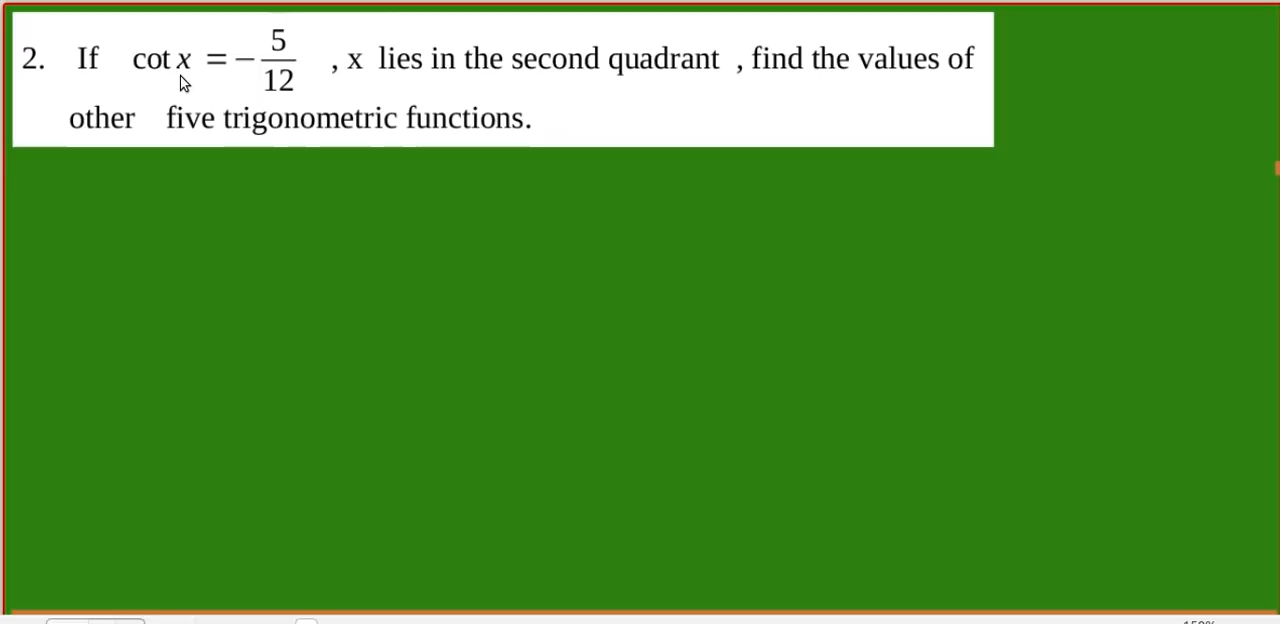 2. If cot x = − 5/12 , x lies in the second quadrant , find the values of
other five trigonometric functions.